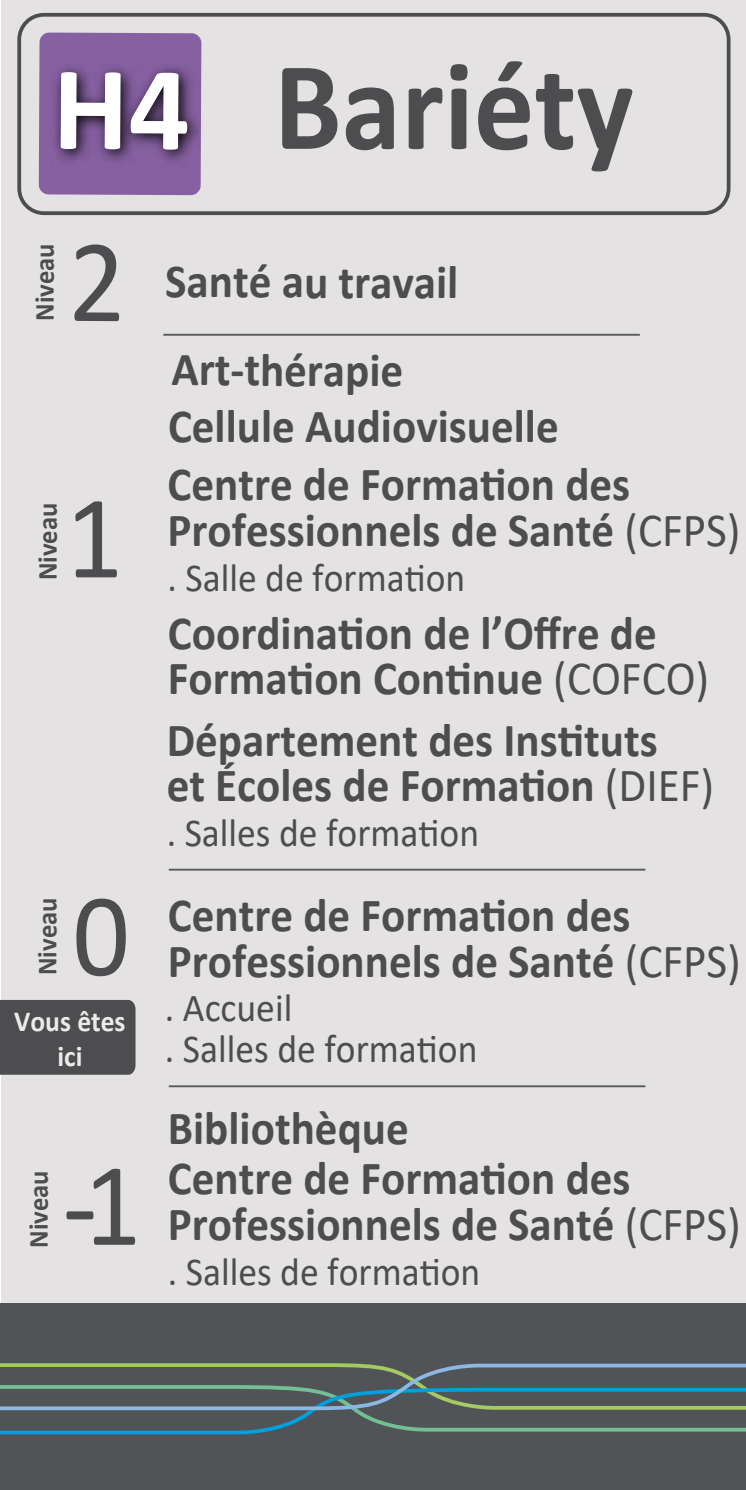 H4 Bariéty
Niveau 2
Santé au travail
Niveau 1
Art-thérapie
Cellule Audiovisuelle
Centre de Formation des
Professionnels de Santé (CFPS)
. Salle de formation
Coordination de l’Offre de
Formation Continue (COFCO)
Département des Instituts
et Écoles de Formation (DIEF)
. Salles de formation
Niveau 0
Vous êtes
ici
Centre de Formation des
Professionnels de Santé (CFPS)
. Accueil
. Salles de formation
Niveau -1
Bibliothèque
Centre de Formation des
Professionnels de Santé (CFPS)
. Salles de formation